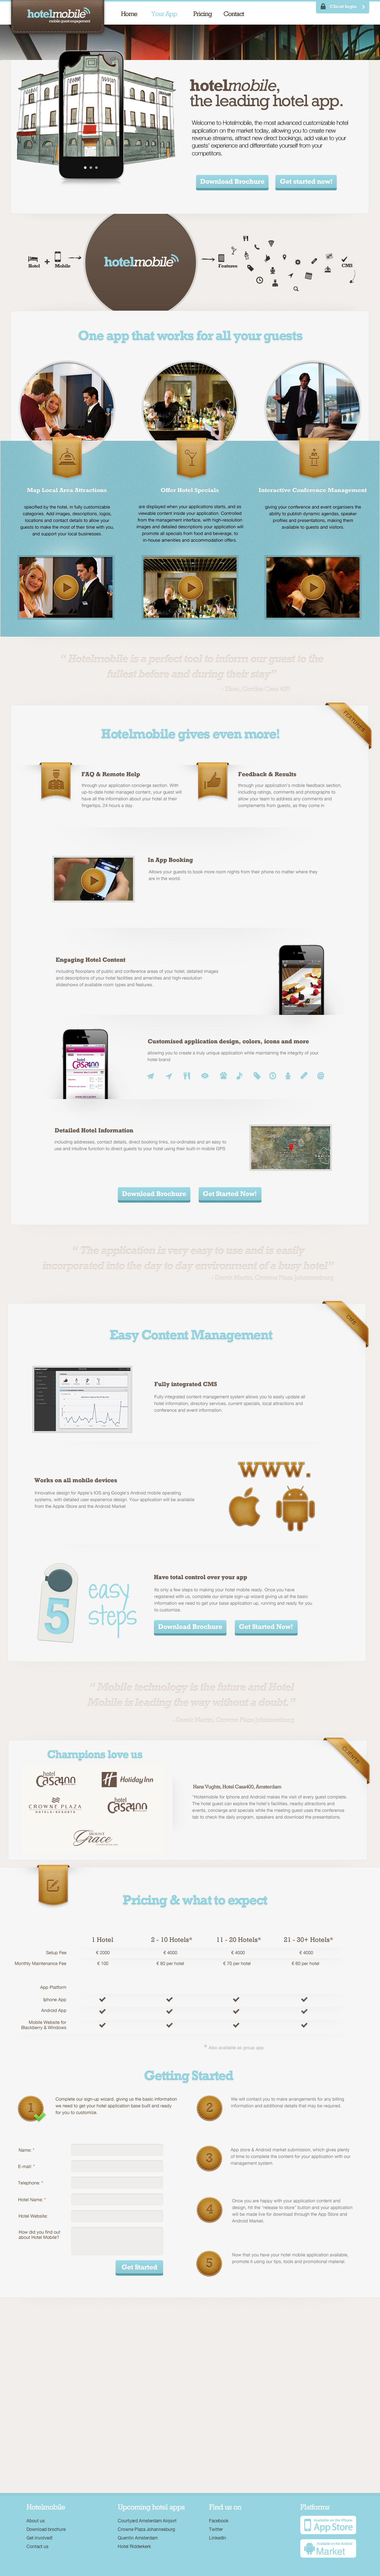 hotelmobile
mobile guest engagement
Home
Your App
Pricing
Contact
Client login
hotelmobile,
the leading hotel app.
Welcome to Hotelmobile, the most advanced customizable hotel
application on the market today, allowing you to create new
revenue streams, attract new direct bookings, add value to your
guests' experience and differentiate yourself from your
competitors.
Download Brochure
Get started now!
Hotel
Mobile
hotelmobile
Features
CMS
One app that works for all your guests
Map Local Area Attractions
specified by the hotel, in fully customizable
categories. Add images, descriptions, logos,
locations and contact details to allow your
guests to make the most of their time with you,
and support your local businesses.
Offer Hotel Specials
are displayed when your applications starts, and as
viewable content inside your application. Controlled
from the management interface, with high-resolution
images and detailed descriptions your application will
promote all specials from food and beverage, to
in-house amenities and accommodation offers.
Interactive Conference Management
giving your conference and event organisers the
ability to publish dynamic agendas, speaker
profiles and presentations, making them
available to guests and visitors.
" Hotelmobile is a perfect tool to inform our guest to the
fullest before and during their stay"
FEATURES
Hotelmobile gives even more!
FAQ & Remote Help
through your application concierge section. With
up-to-date hotel managed content, your guest will
have all the information about your hotel at their
fingertips, 24 hours a day.
Feedback & Results
through your application's mobile feedback section,
including ratings, comments and photographs to
allow your team to address any comments and
complements from guests, as they come in
In App Booking
Allows your guests to book more room nights from their phone no matter where they
are in the world.
Engaging Hotel Content
including floorplans of public and conference areas of your hotel, detailed images
and descriptions of your hotel facilities and amenities and high-resolution
slideshows of available room types and features.
hotel
Casa400
Customised application design, colors, icons and more
allowing you to create a truly unique application while maintaining the integrity of your
hotel brand
Detailed Hotel Information
including addresses, contact details, direct booking links, co-ordinates and an easy to
use and intuitive function to direct guests to your hotel using their built-in mobile GPS
Download Brochure
Get Started Now!
" The application is very easy to use and is easily
incorporated into the day to day environment of a busy hotel"
CMS
Easy Content Management
Fully integrated CMS
Fully integrated content management system allows you to easily update all
hotel information, directory services, current specials, local attractions and
conference and event information.
Works on all mobile devices
Innovative design for Apple's IOS ang Google's Android mobile operating
systems, with detailed user experience design. Your application will be available
from the Apple iStore and the Android Market
www.
5
easy
steps
Have total control over your app
It's only a few steps to making your hotel mobile ready. Once you have
registered with us, complete our simple sign-up wizard giving us all the basic
information we need to get your base application up, running and ready for you
to customize.
Download Brochure
Get Started Now!
" Mobile technology is the future and Hotel
Mobile is leading the way without a doubt."
CLIENTS
Champions love us
hotel
Casa400
Holiday Inn
CROWNE PLAZA
HOTELS & RESORTS
hotel
Casa400
MOUNT
Grace
Hans Vughts, Hotel Casa400, Amsterdam
"Hotelmobile for Iphone and Android makes the visit of every guest complete.
The hotel guest can explore the hotel's facilities, nearby attractions and
events, concierge and specials while the meeting guest uses the conference
tab to check the daily program, speakers and download the presentations.
Pricing & what to expect
1 Hotel
2 - 10 Hotels*
11 - 20 Hotels*
21 - 30+ Hotels*
Setup Fee
€ 2000
€ 4000
€ 4000
€ 4000
Monthly Maintenance Fee
€ 100
€ 80 per hotel
€ 70 per hotel
€ 60 per hotel
App Platform
Iphone App
Android App
Mobile Website for
Blackberry & Windows
* Also available as group app
Getting Started
1
Complete our sign-up wizard, giving us the basic information
we need to get your hotel application base built and ready
for you to customize.
2
We will contact you to make arrangements for any billing
information and additional details that may be required.
3
App store & Android market submission, which gives plenty
of time to complete the content for your application with our
management system.
4
Once you are happy with your application content and
design, hit the "release to store" button and your application
will be made live for download through the App Store and
Android Market.
5
Now that you have your hotel mobile application available,
promote it using our tips, tools and promotional material.
Name: *
E-mail: *
Telephone: *
Hotel Name: *
Hotel Website:
How did you find out
about Hotel Mobile?
Get Started
Hotelmobile
About us
Download brochure
Get involved!
Contact us
Upcoming hotel apps
Courtyard Amsterdam Airport
Crowne Plaza Johannesburg
Quentin Amsterdam
Hotel Ridderkerk
Find us on
Facebook
Twitter
LinkedIn
Platforms
Available on the iPhone
App Store
Available on the Android
Market